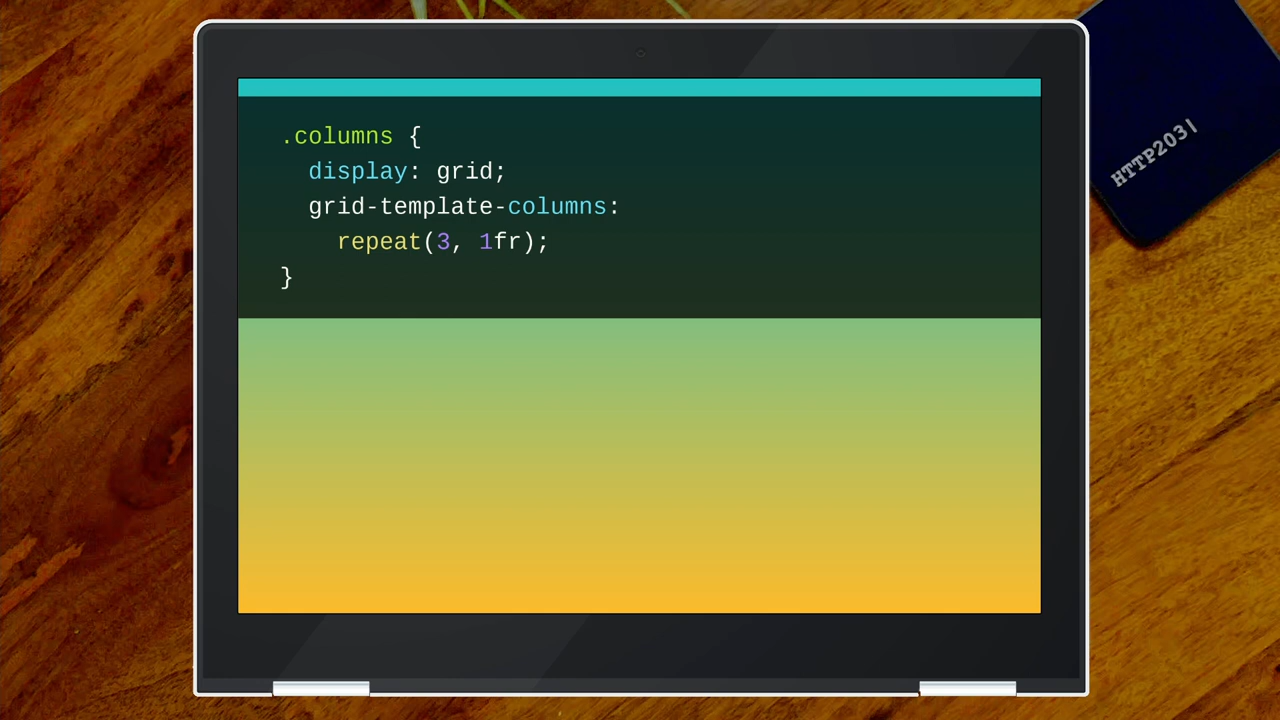 .columns {
  display: grid;
  grid-template-columns:
    repeat(3, 1fr);
}
HTTP203|